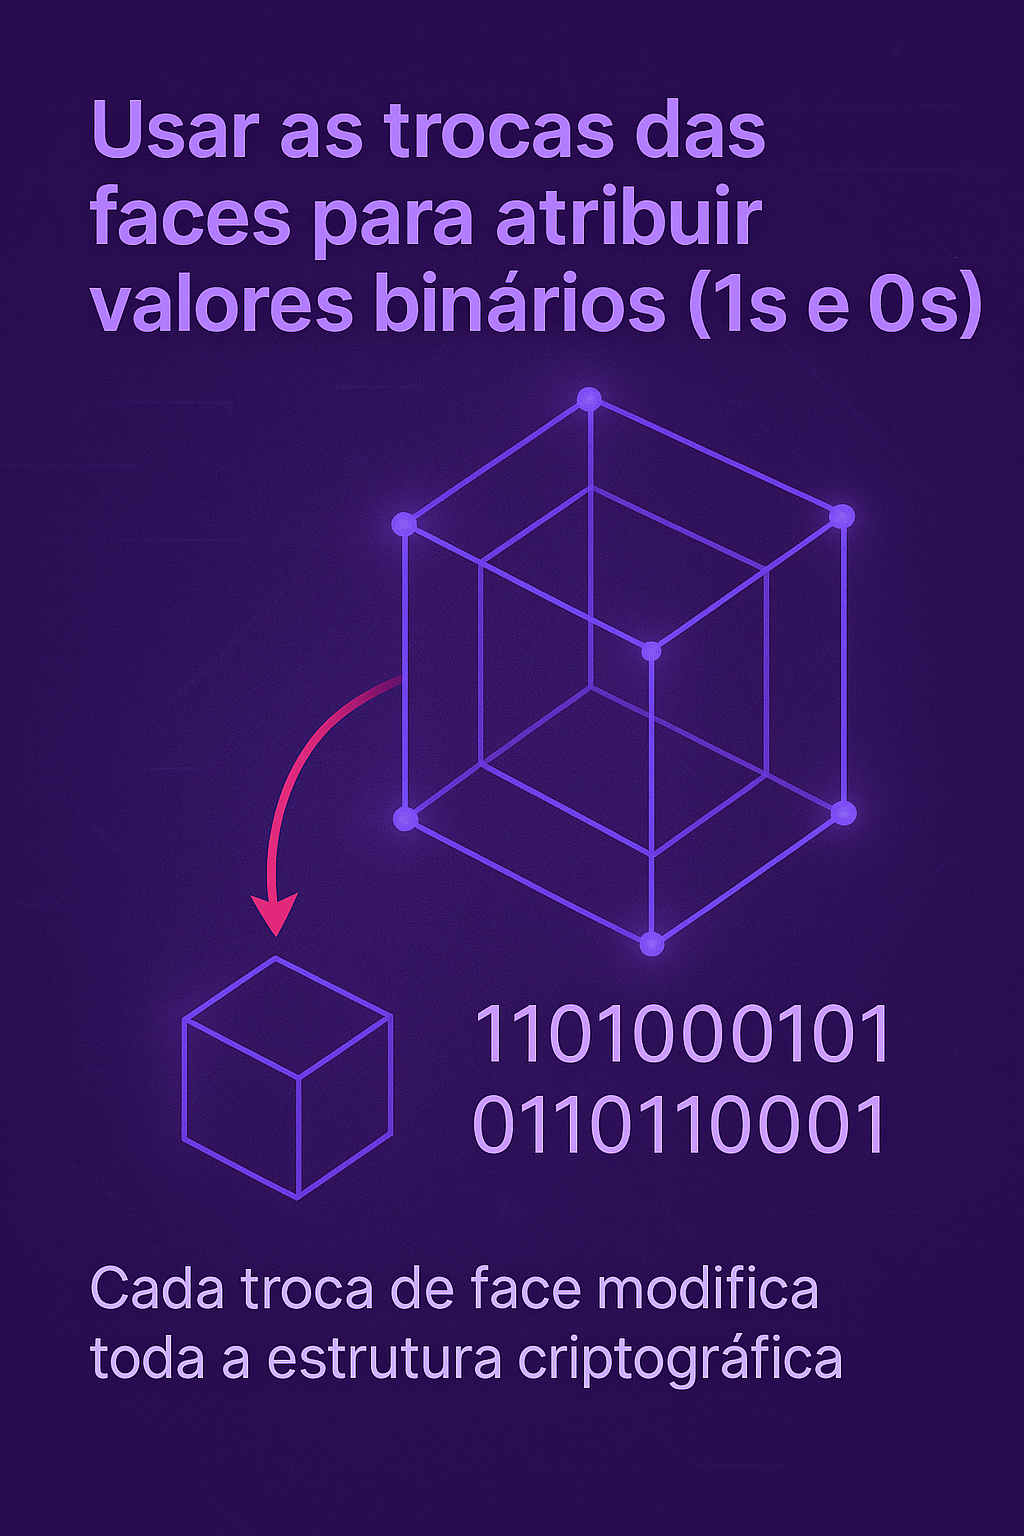 Usar as trocas das
faces para atribuir
valores binários (1s e 0s)
1101000101
0110110001
Cada troca de face modifica
toda a estrutura criptográfica